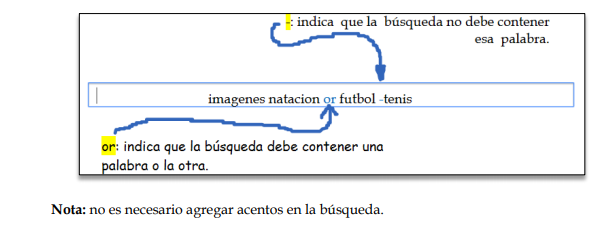 -: indica que la búsqueda no debe contener
esa palabra.
imagenes natacion or futbol -tenis
or: indica que la búsqueda debe contener una
palabra o la otra.
Nota: no es necesario agregar acentos en la búsqueda.